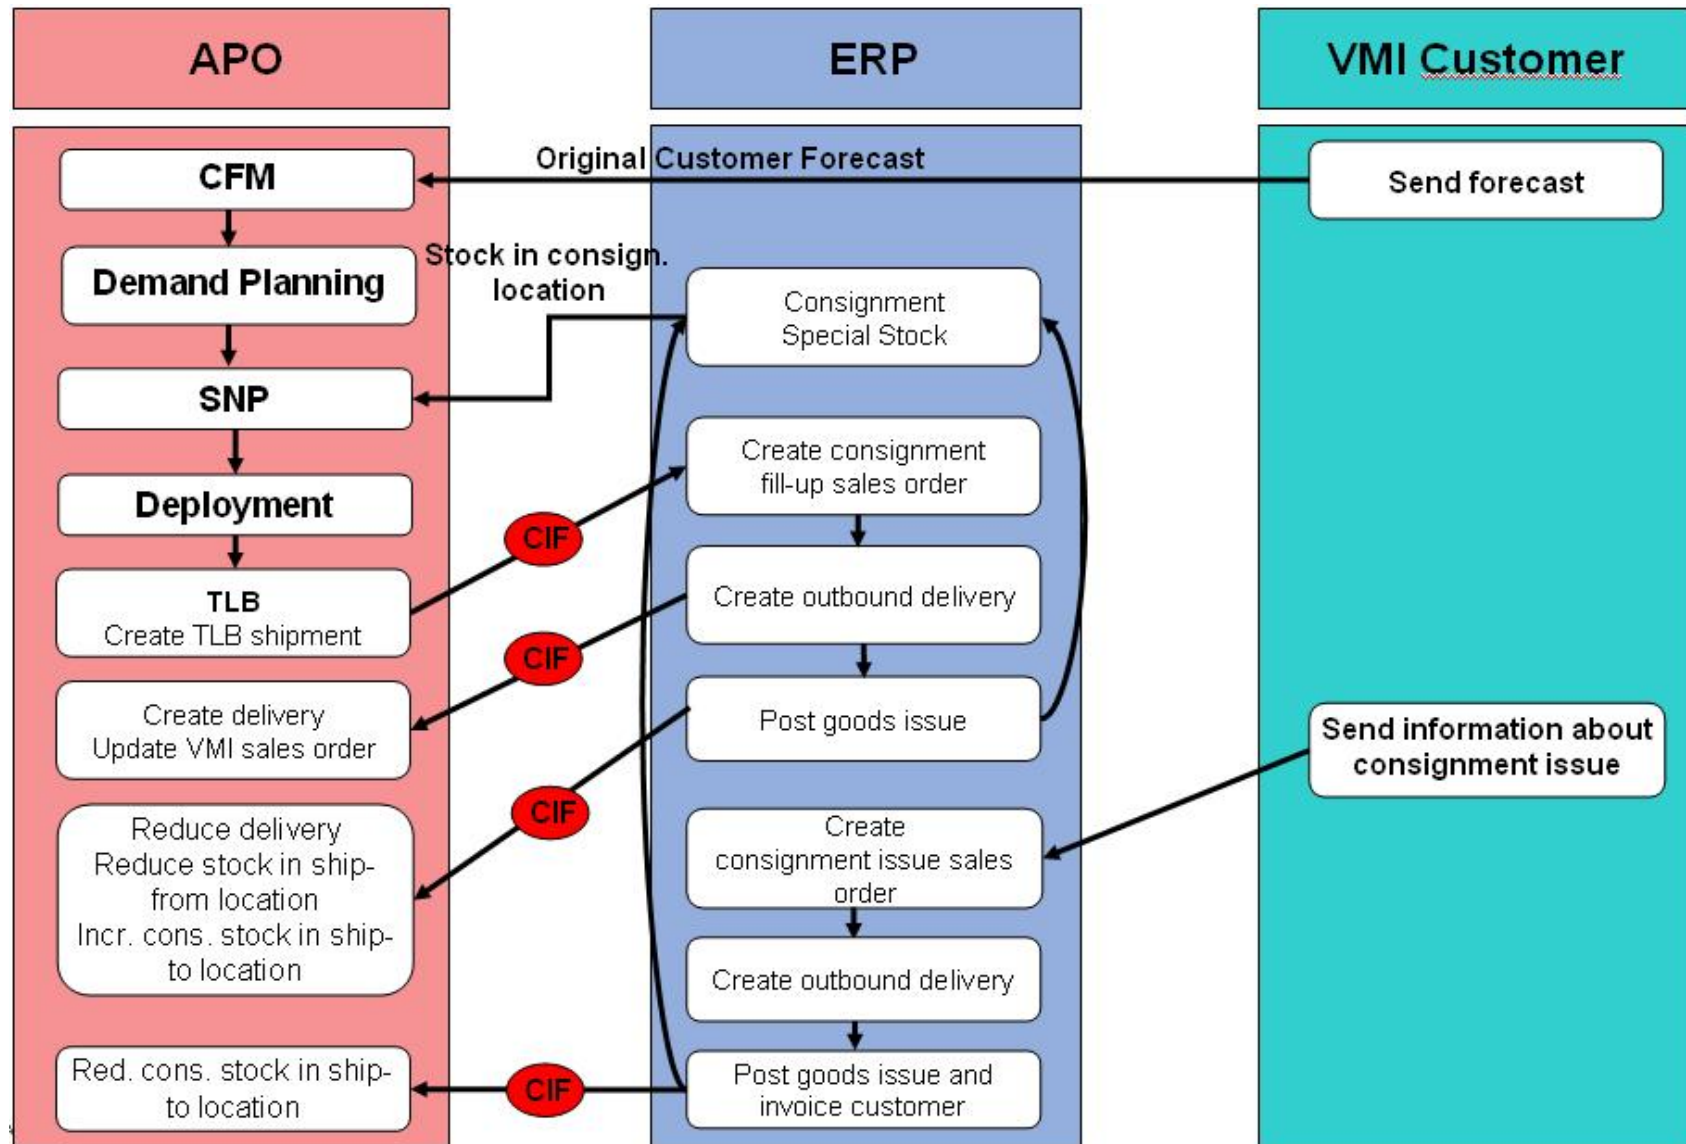 APO
ERP
VMI Customer
CFM
Original Customer Forecast
Send forecast
Demand Planning
Stock in consign.
location
Consignment
Special Stock
SNP
Create consignment
fill-up sales order
Deployment
CIF
TLB
Create TLB shipment
Create outbound delivery
CIF
Create delivery
Update VMI sales order
Post goods issue
Send information about
consignment issue
CIF
Reduce delivery
Reduce stock in ship-
from location
Incr. cons. stock in ship-
to location
Create
consignment issue sales
order
Create outbound delivery
Red. cons. stock in ship-
to location
CIF
Post goods issue and
invoice customer